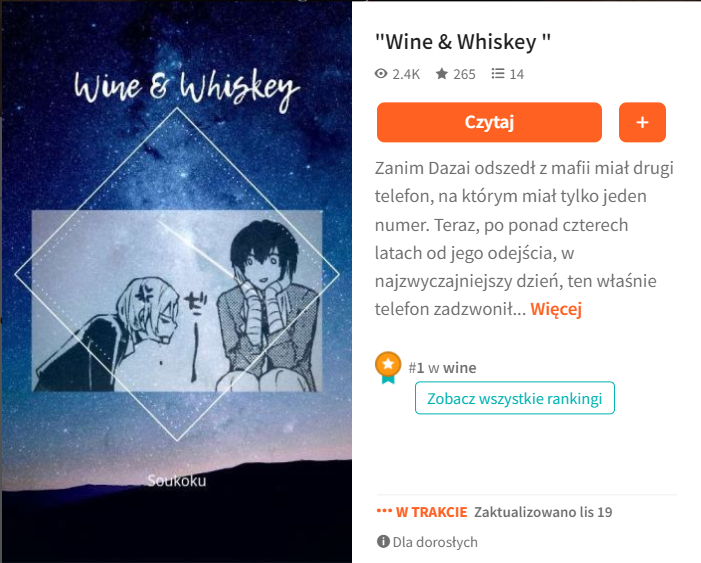 Wine & Whiskey
Soukoku
"Wine & Whiskey "
2.4K 265 14
Czytaj
+
Zanim Dazai odszedł z mafii miał drugi
telefon, na którym miał tylko jeden
numer. Teraz, po ponad czterech
latach od jego odejścia, w
najzwyczajniejszy dzień, ten właśnie
telefon zadzwonił... Więcej
#1 w wine
Zobacz wszystkie rankingi
••• W TRAKCIE Zaktualizowano lis 19
Dla dorosłych